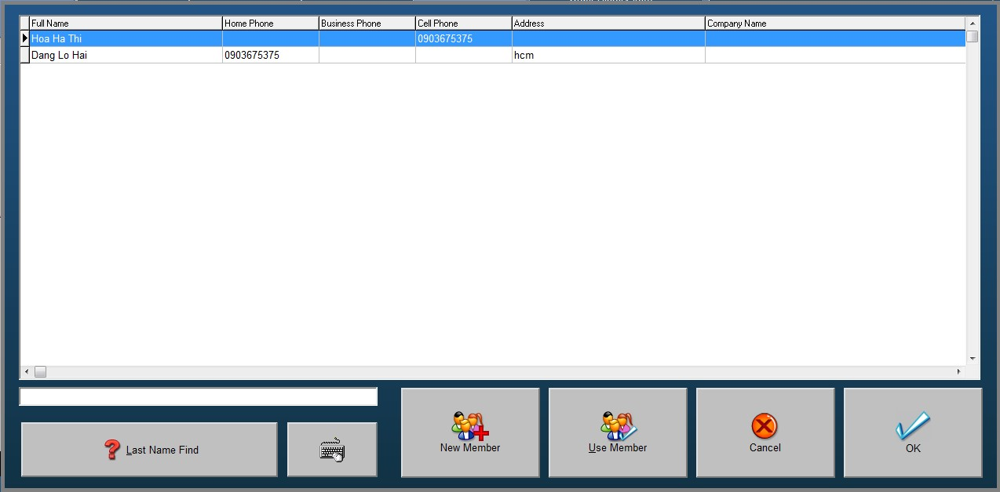 Full Name Home Phone Business Phone Cell Phone Address Company Name
Hoa Ha Thi 0903675375
Dang Lo Hai 0903675375 hcm
Last Name Find
New Member
Use Member
Cancel
OK